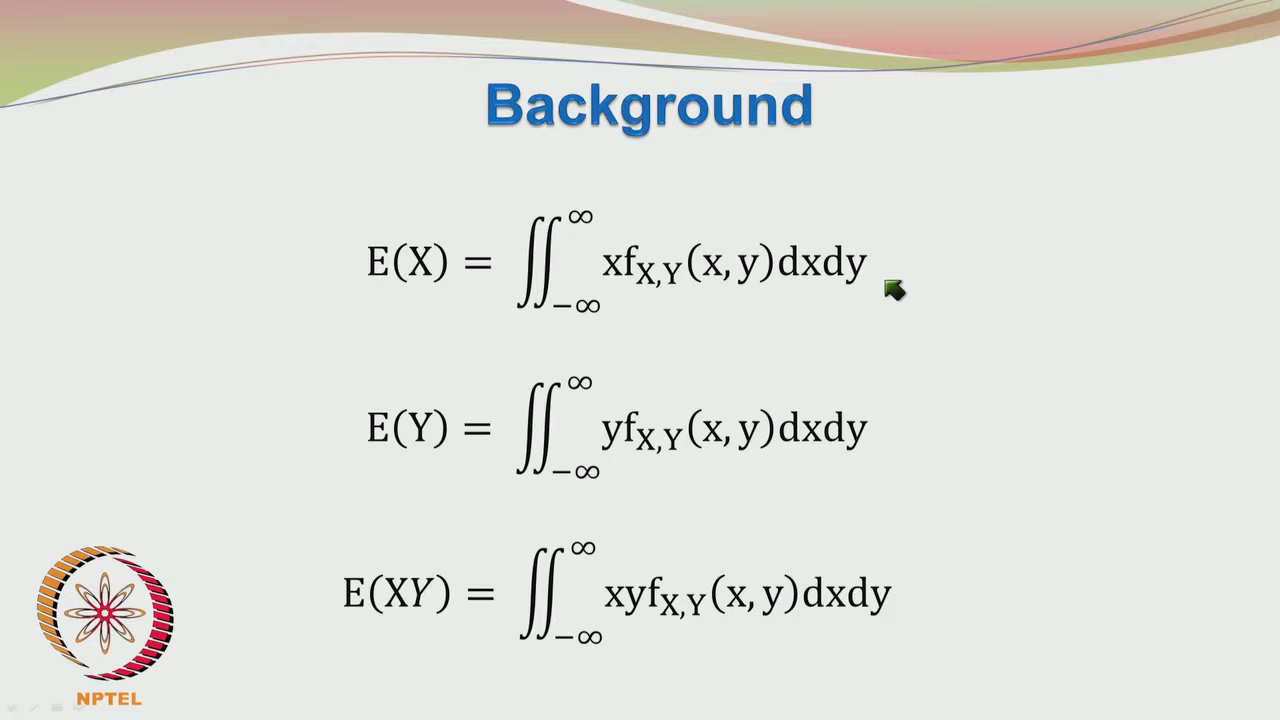 Background
E(X) = ∬_{−∞}^{∞} xf_{X,Y}(x, y)dxdy
E(Y) = ∬_{−∞}^{∞} yf_{X,Y}(x, y)dxdy
E(XY) = ∬_{−∞}^{∞} xyf_{X,Y}(x, y)dxdy
NPTEL